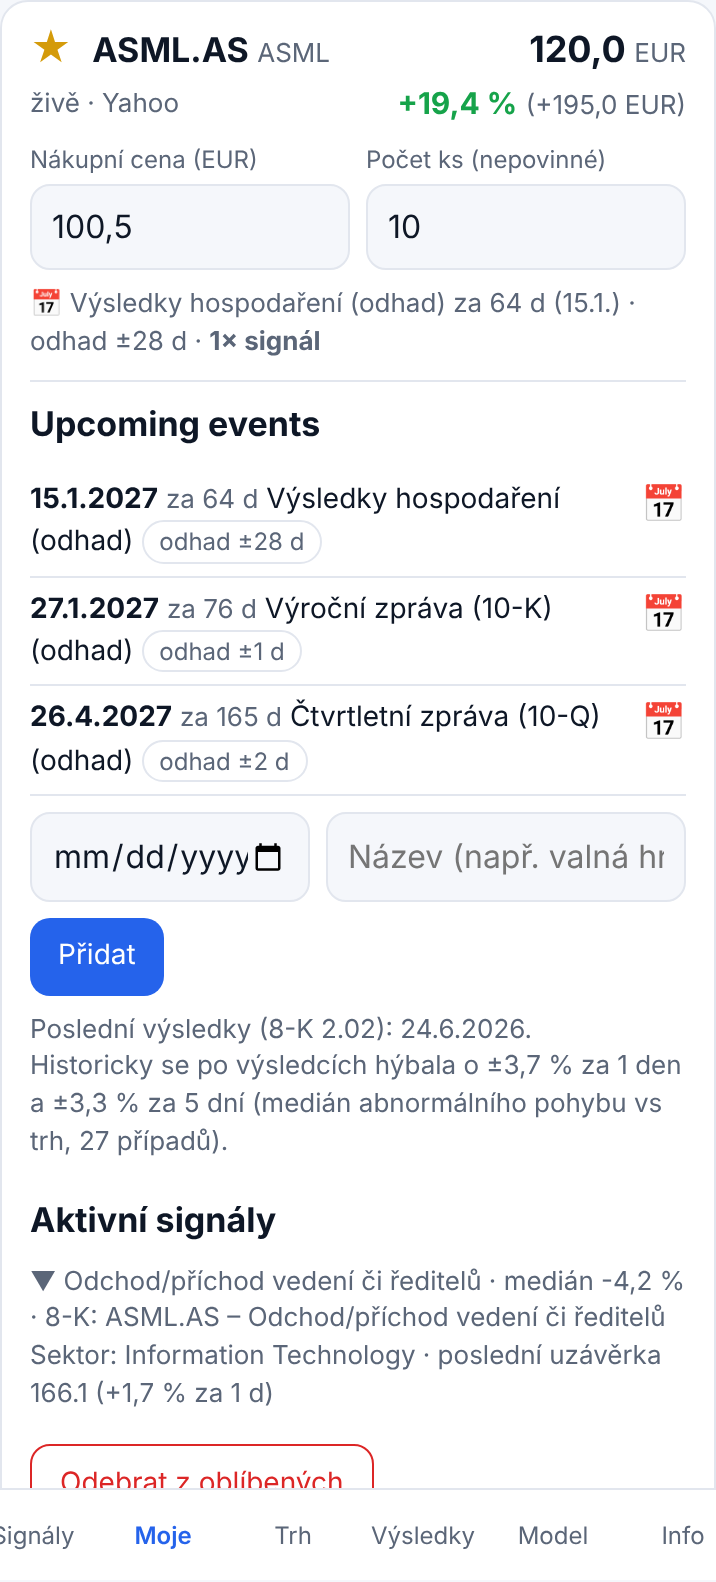 ★ ASML.AS ASML 120,0 EUR
živě · Yahoo +19,4 % (+195,0 EUR)
Nákupní cena (EUR) Počet ks (nepovinné)
100,5 10
Výsledky hospodaření (odhad) za 64 d (15.1.) ·
odhad ±28 d · 1× signál
Upcoming events
15.1.2027 za 64 d Výsledky hospodaření
(odhad) odhad ±28 d
27.1.2027 za 76 d Výroční zpráva (10-K)
(odhad) odhad ±1 d
26.4.2027 za 165 d Čtvrtletní zpráva (10-Q)
(odhad) odhad ±2 d
mm/dd/yyyy Název (např. valná hr
Přidat
Poslední výsledky (8-K 2.02): 24.6.2026.
Historicky se po výsledcích hýbala o ±3,7 % za 1 den
a ±3,3 % za 5 dní (medián abnormálního pohybu vs
trh, 27 případů).
Aktivní signály
▼ Odchod/příchod vedení či ředitelů · medián -4,2 %
· 8-K: ASML.AS – Odchod/příchod vedení či ředitelů
Sektor: Information Technology · poslední uzávěrka
166.1 (+1,7 % za 1 d)
Odebrat z oblíbených
Signály Moje Trh Výsledky Model Info